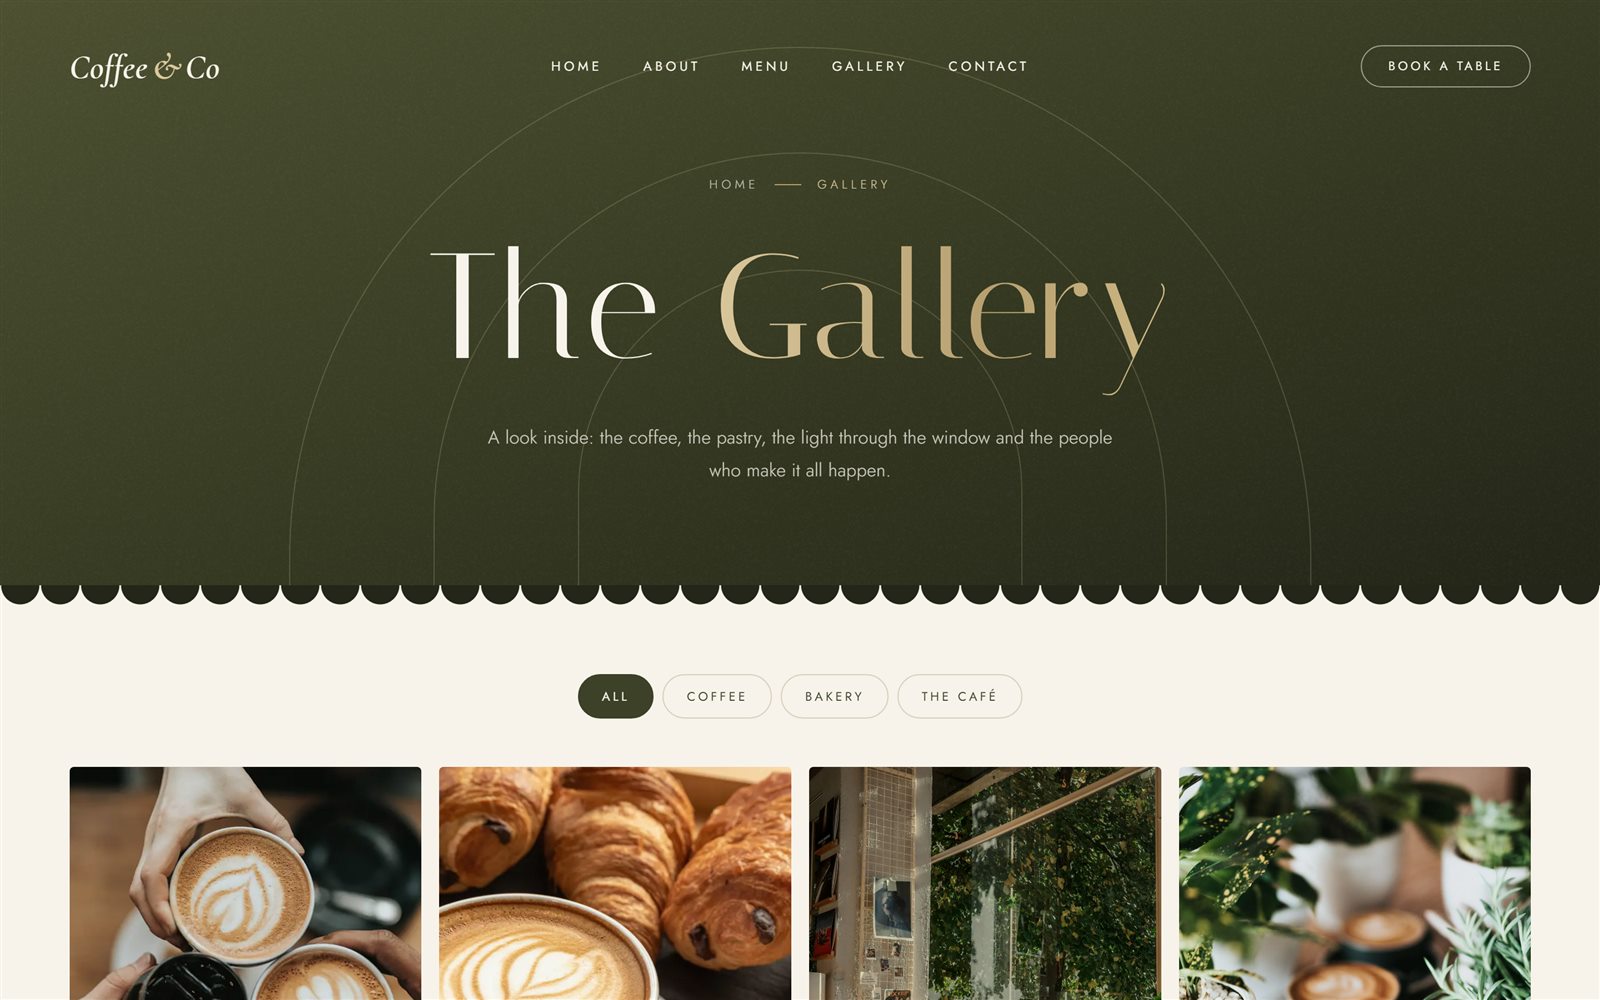 Coffee & Co
HOME ABOUT MENU GALLERY CONTACT
BOOK A TABLE
HOME — GALLERY
The Gallery
A look inside: the coffee, the pastry, the light through the window and the people
who make it all happen.
ALL COFFEE BAKERY THE CAFÉ